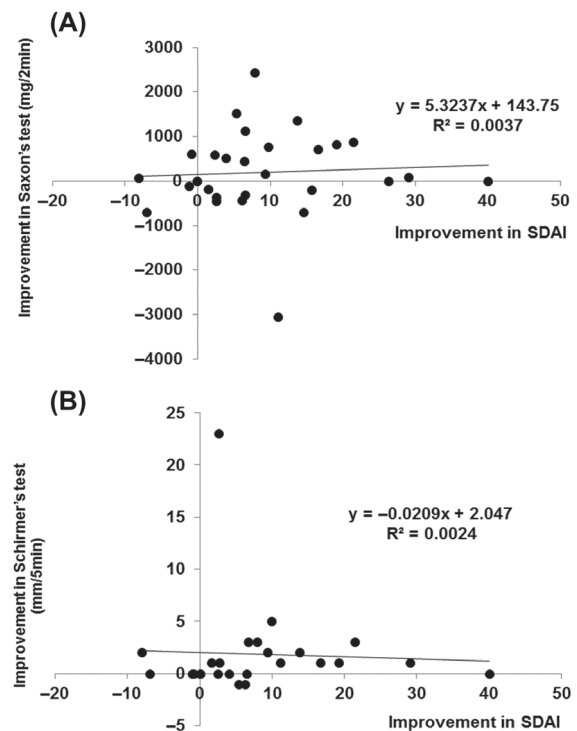 (A)
Improvement in Saxon's test (mg/2min)
3000
2000
1000
0
–1000
–2000
–3000
–4000
–20
–10
0
10
20
30
40
50
y = 5.3237x + 143.75
R² = 0.0037
Improvement in SDAI
(B)
Improvement in Schirmer's test
(mm/5min)
25
20
15
10
5
0
–5
–20
–10
0
10
20
30
40
50
y = –0.0209x + 2.047
R² = 0.0024
Improvement in SDAI